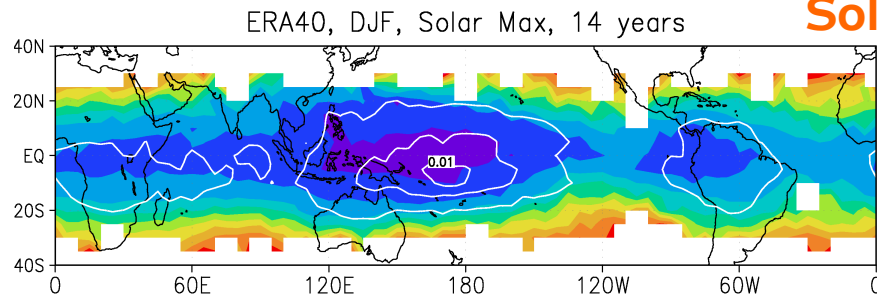 ERA40, DJF, Solar Max, 14 years
Sol
40N
20N
EQ
20S
40S
0.01
0 60E 120E 180 120W 60W 0